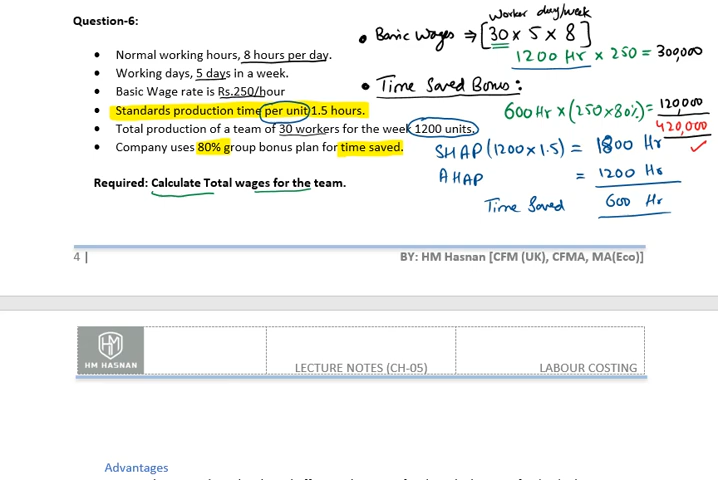 Question-6:
• Normal working hours, 8 hours per day.
• Working days, 5 days in a week.
• Basic Wage rate is Rs.250/hour
• Standards production time per unit 1.5 hours.
• Total production of a team of 30 workers for the week 1200 units.
• Company uses 80% group bonus plan for time saved.
Required: Calculate Total wages for the team.
Worker day/week
• Basic Wages ⇒ [30 x 5 x 8]
1200 Hr x 250 = 300,000
• Time Saved Bonus:
600 Hr x (250 x 80%) = 120,000
420,000
SHAP (1200 x 1.5) = 1800 Hr
AHAP = 1200 Hr
Time Saved 600 Hr
4 | BY: HM Hasnan [CFM (UK), CFMA, MA(Eco)]
HM HASNAN
LECTURE NOTES (CH-05) LABOUR COSTING
Advantages